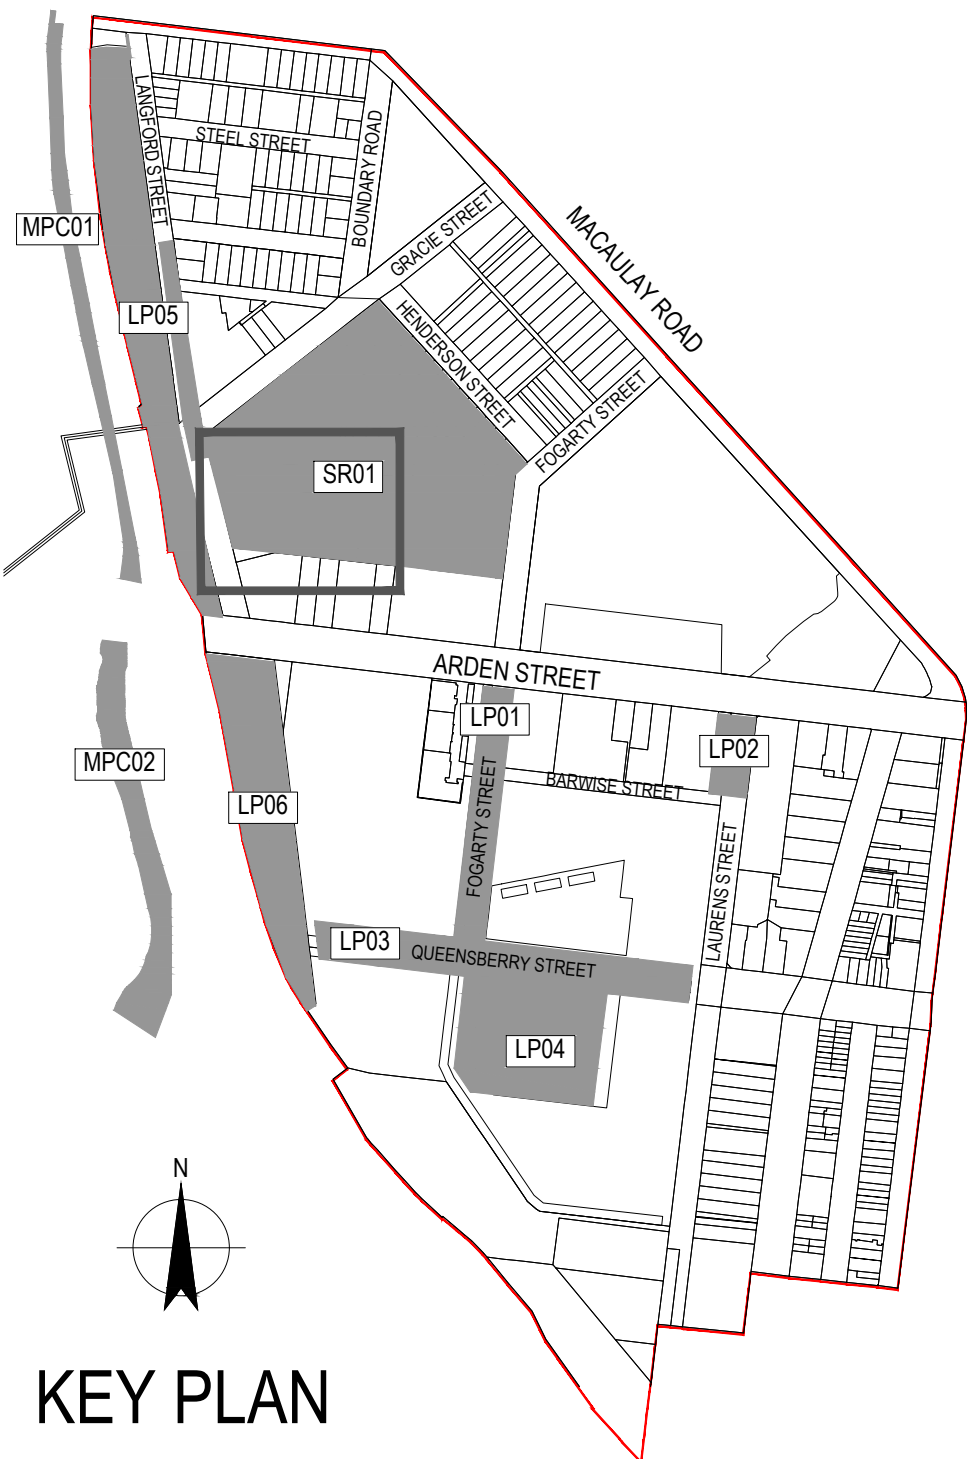 LANGFORD STREET
STEEL STREET
BOUNDARY ROAD
MPC01
GRACIE STREET
MACAULAY ROAD
LP05
HENDERSON STREET
FOGARTY STREET
SR01
ARDEN STREET
LP01
LP02
MPC02
BARWISE STREET
LP06
FOGARTY STREET
LAURENS STREET
LP03
QUEENSBERRY STREET
LP04
N
KEY PLAN